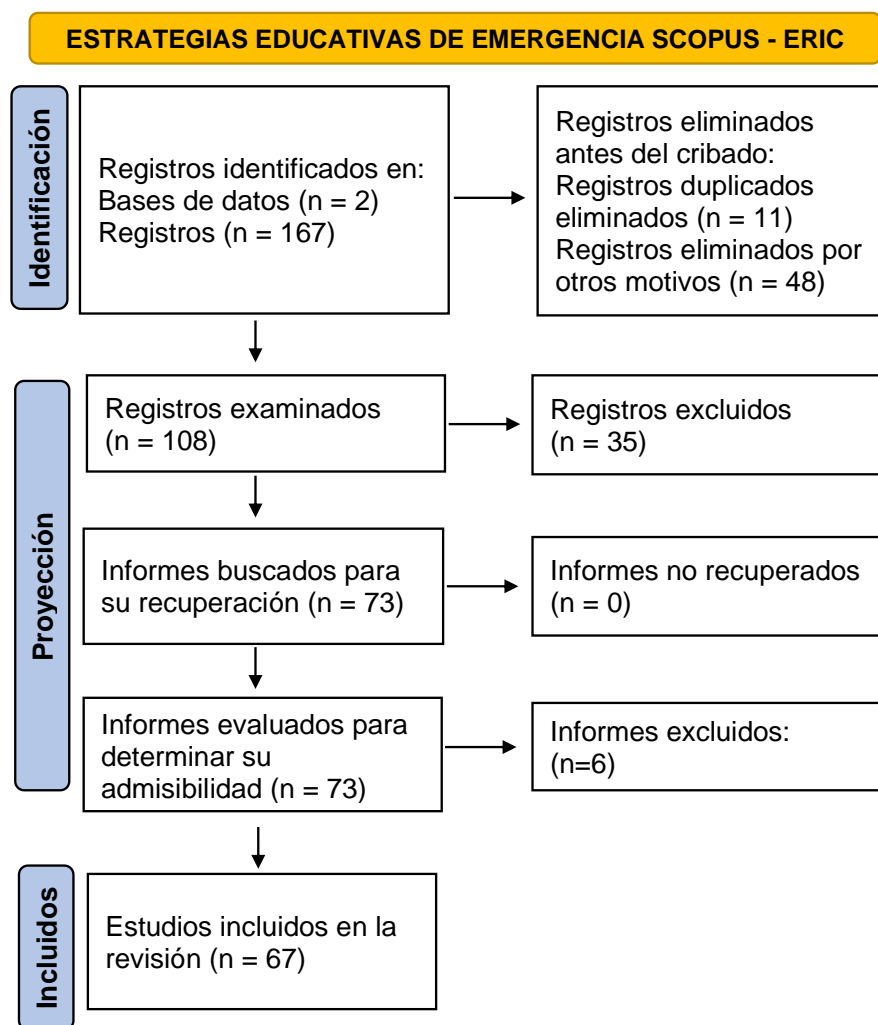 ESTRATEGIAS EDUCATIVAS DE EMERGENCIA SCOPUS - ERIC
Identificación
Registros identificados en:
Bases de datos (n = 2)
Registros (n = 167)
Registros eliminados
antes del cribado:
Registros duplicados
eliminados (n = 11)
Registros eliminados por
otros motivos (n = 48)
Proyección
Registros examinados
(n = 108)
Registros excluidos
(n = 35)
Informes buscados para
su recuperación (n = 73)
Informes no recuperados
(n = 0)
Informes evaluados para
determinar su
admisibilidad (n = 73)
Informes excluidos:
(n=6)
Incluidos
Estudios incluidos en la
revisión (n = 67)